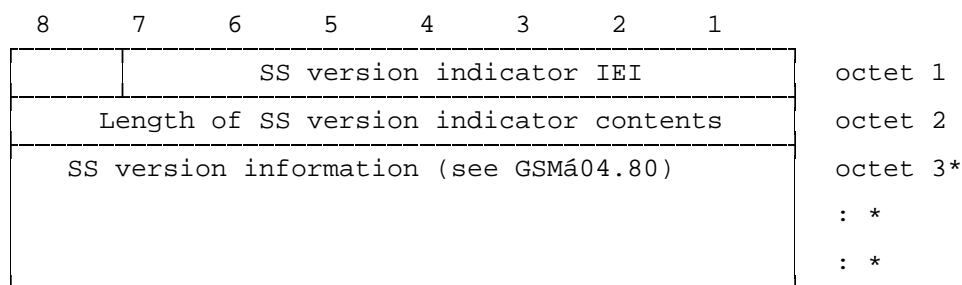 8 7 6 5 4 3 2 1
SS version indicator IEI octet 1
Length of SS version indicator contents octet 2
SS version information (see GSMá04.80) octet 3*
: *
: *